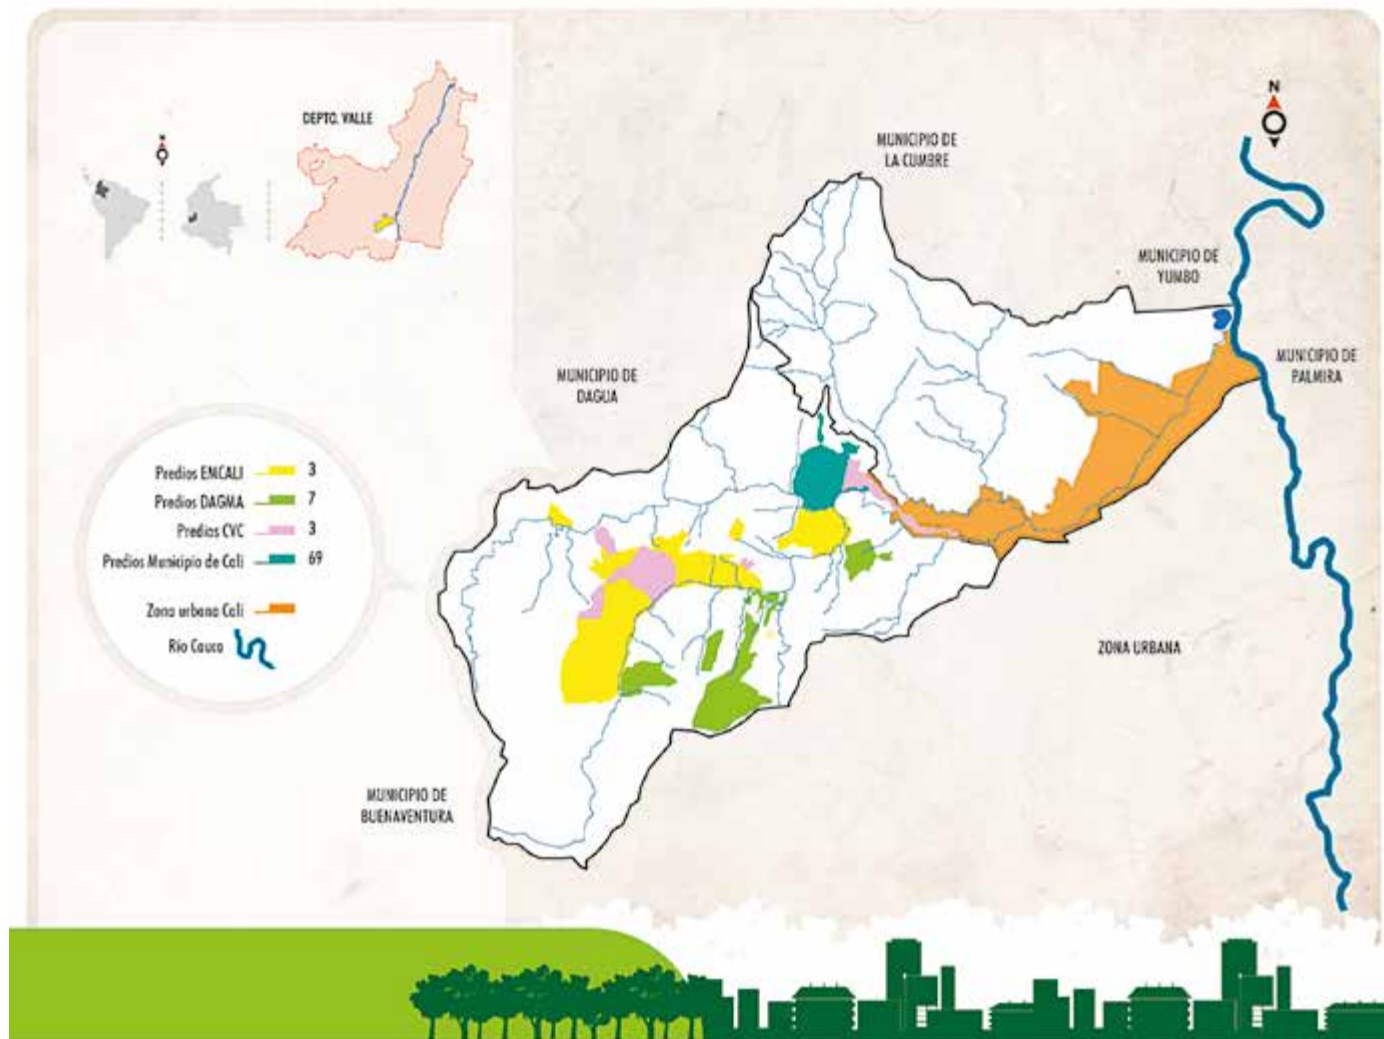 DEPTO. VALLE
N
N
MUNICIPIO DE
LA CUMBRE
MUNICIPIO DE
YUMBO
MUNICIPIO DE
PALMIRA
MUNICIPIO DE
DAGUA
Predios ENCALI 3
Predios DAGMA 7
Predios CVC 3
Predios Municipio de Cali 69
Zona urbana Cali
Río Cauca
ZONA URBANA
MUNICIPIO DE
BUENAVENTURA